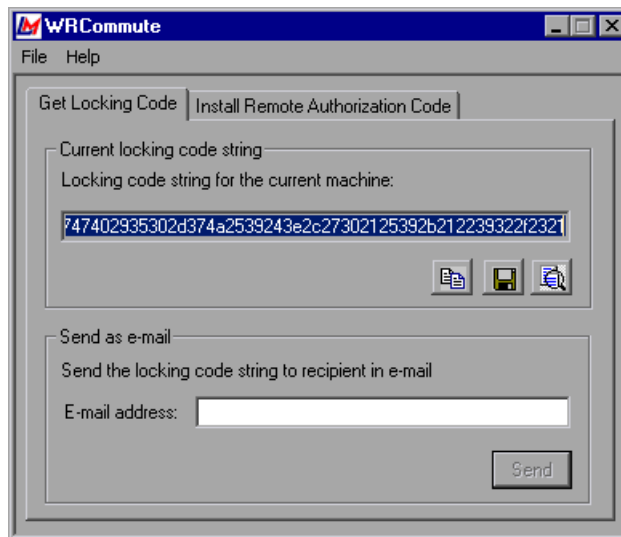 WRCommute
File Help
Get Locking Code Install Remote Authorization Code
Current locking code string
Locking code string for the current machine:
747402935302d374a2539243e2c27302125392b212239322f2321
Send as e-mail
Send the locking code string to recipient in e-mail
E-mail address:
Send